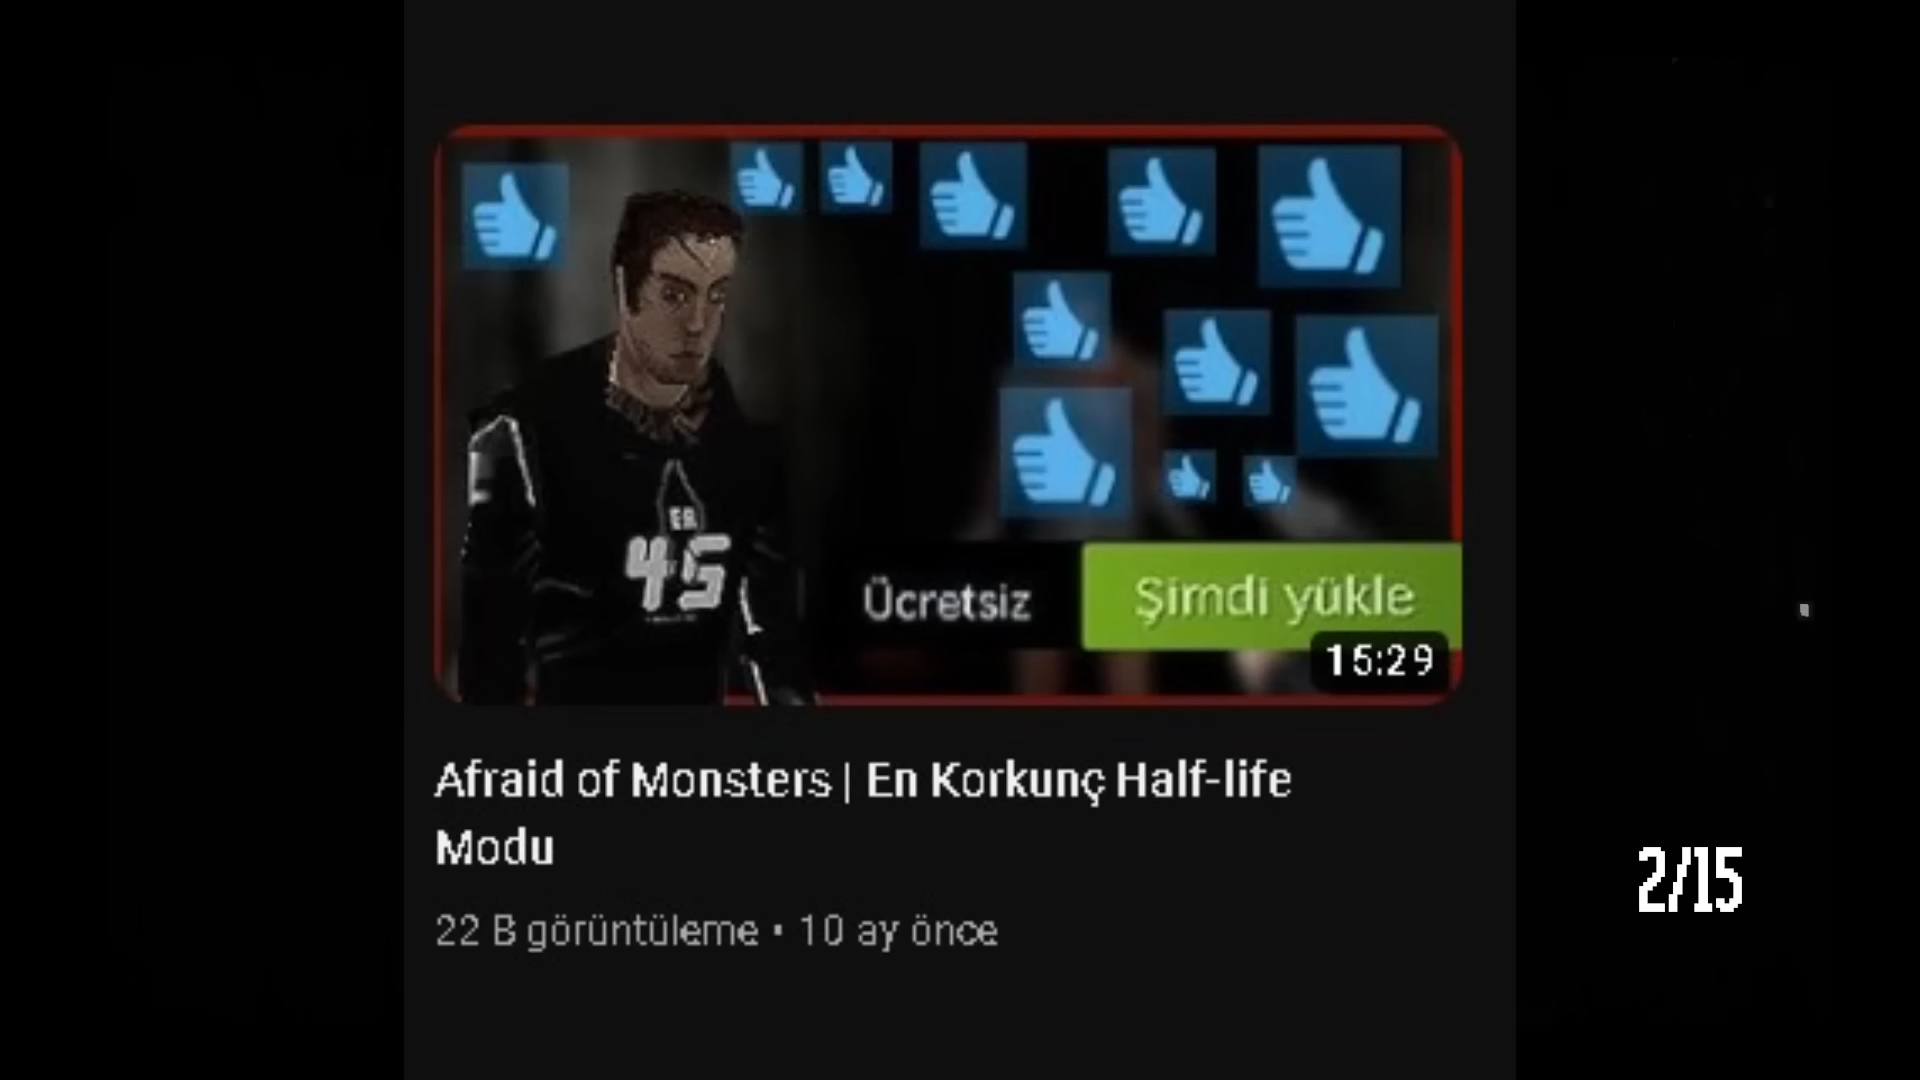 ER
45
Ücretsiz
Şimdi yükle
15:29
Afraid of Monsters | En Korkunç Half-life
Modu
22 B görüntüleme • 10 ay önce
2/15